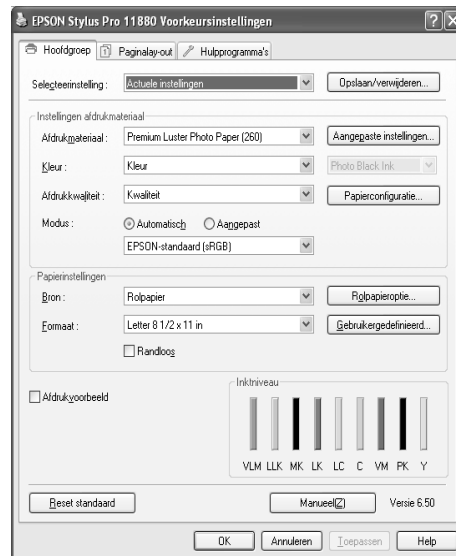 EPSON Stylus Pro 11880 Voorkeursinstellingen
Hoofdgroep Paginalay-out Hulpprogramma's
Selecteerinstelling : Actuele instellingen Opslaan/verwijderen...
Instellingen afdrukmateriaal
Afdrukmateriaal : Premium Luster Photo Paper (260) Aangepaste instellingen...
Kleur : Kleur Photo Black Ink
Afdrukkwaliteit : Kwaliteit Papierconfiguratie...
Modus : Automatisch Aangepast
EPSON-standaard (sRGB)
Papierinstellingen
Bron : Rolpapier Rolpapieroptie...
Formaat : Letter 8 1/2 x 11 in Gebruikergedefinieerd...
Randloos
Afdrukvoorbeeld
Inktniveau
VLM LLK MK LK LC C VM PK Y
Reset standaard Manueel(Z) Versie 6.50
OK Annuleren Toepassen Help